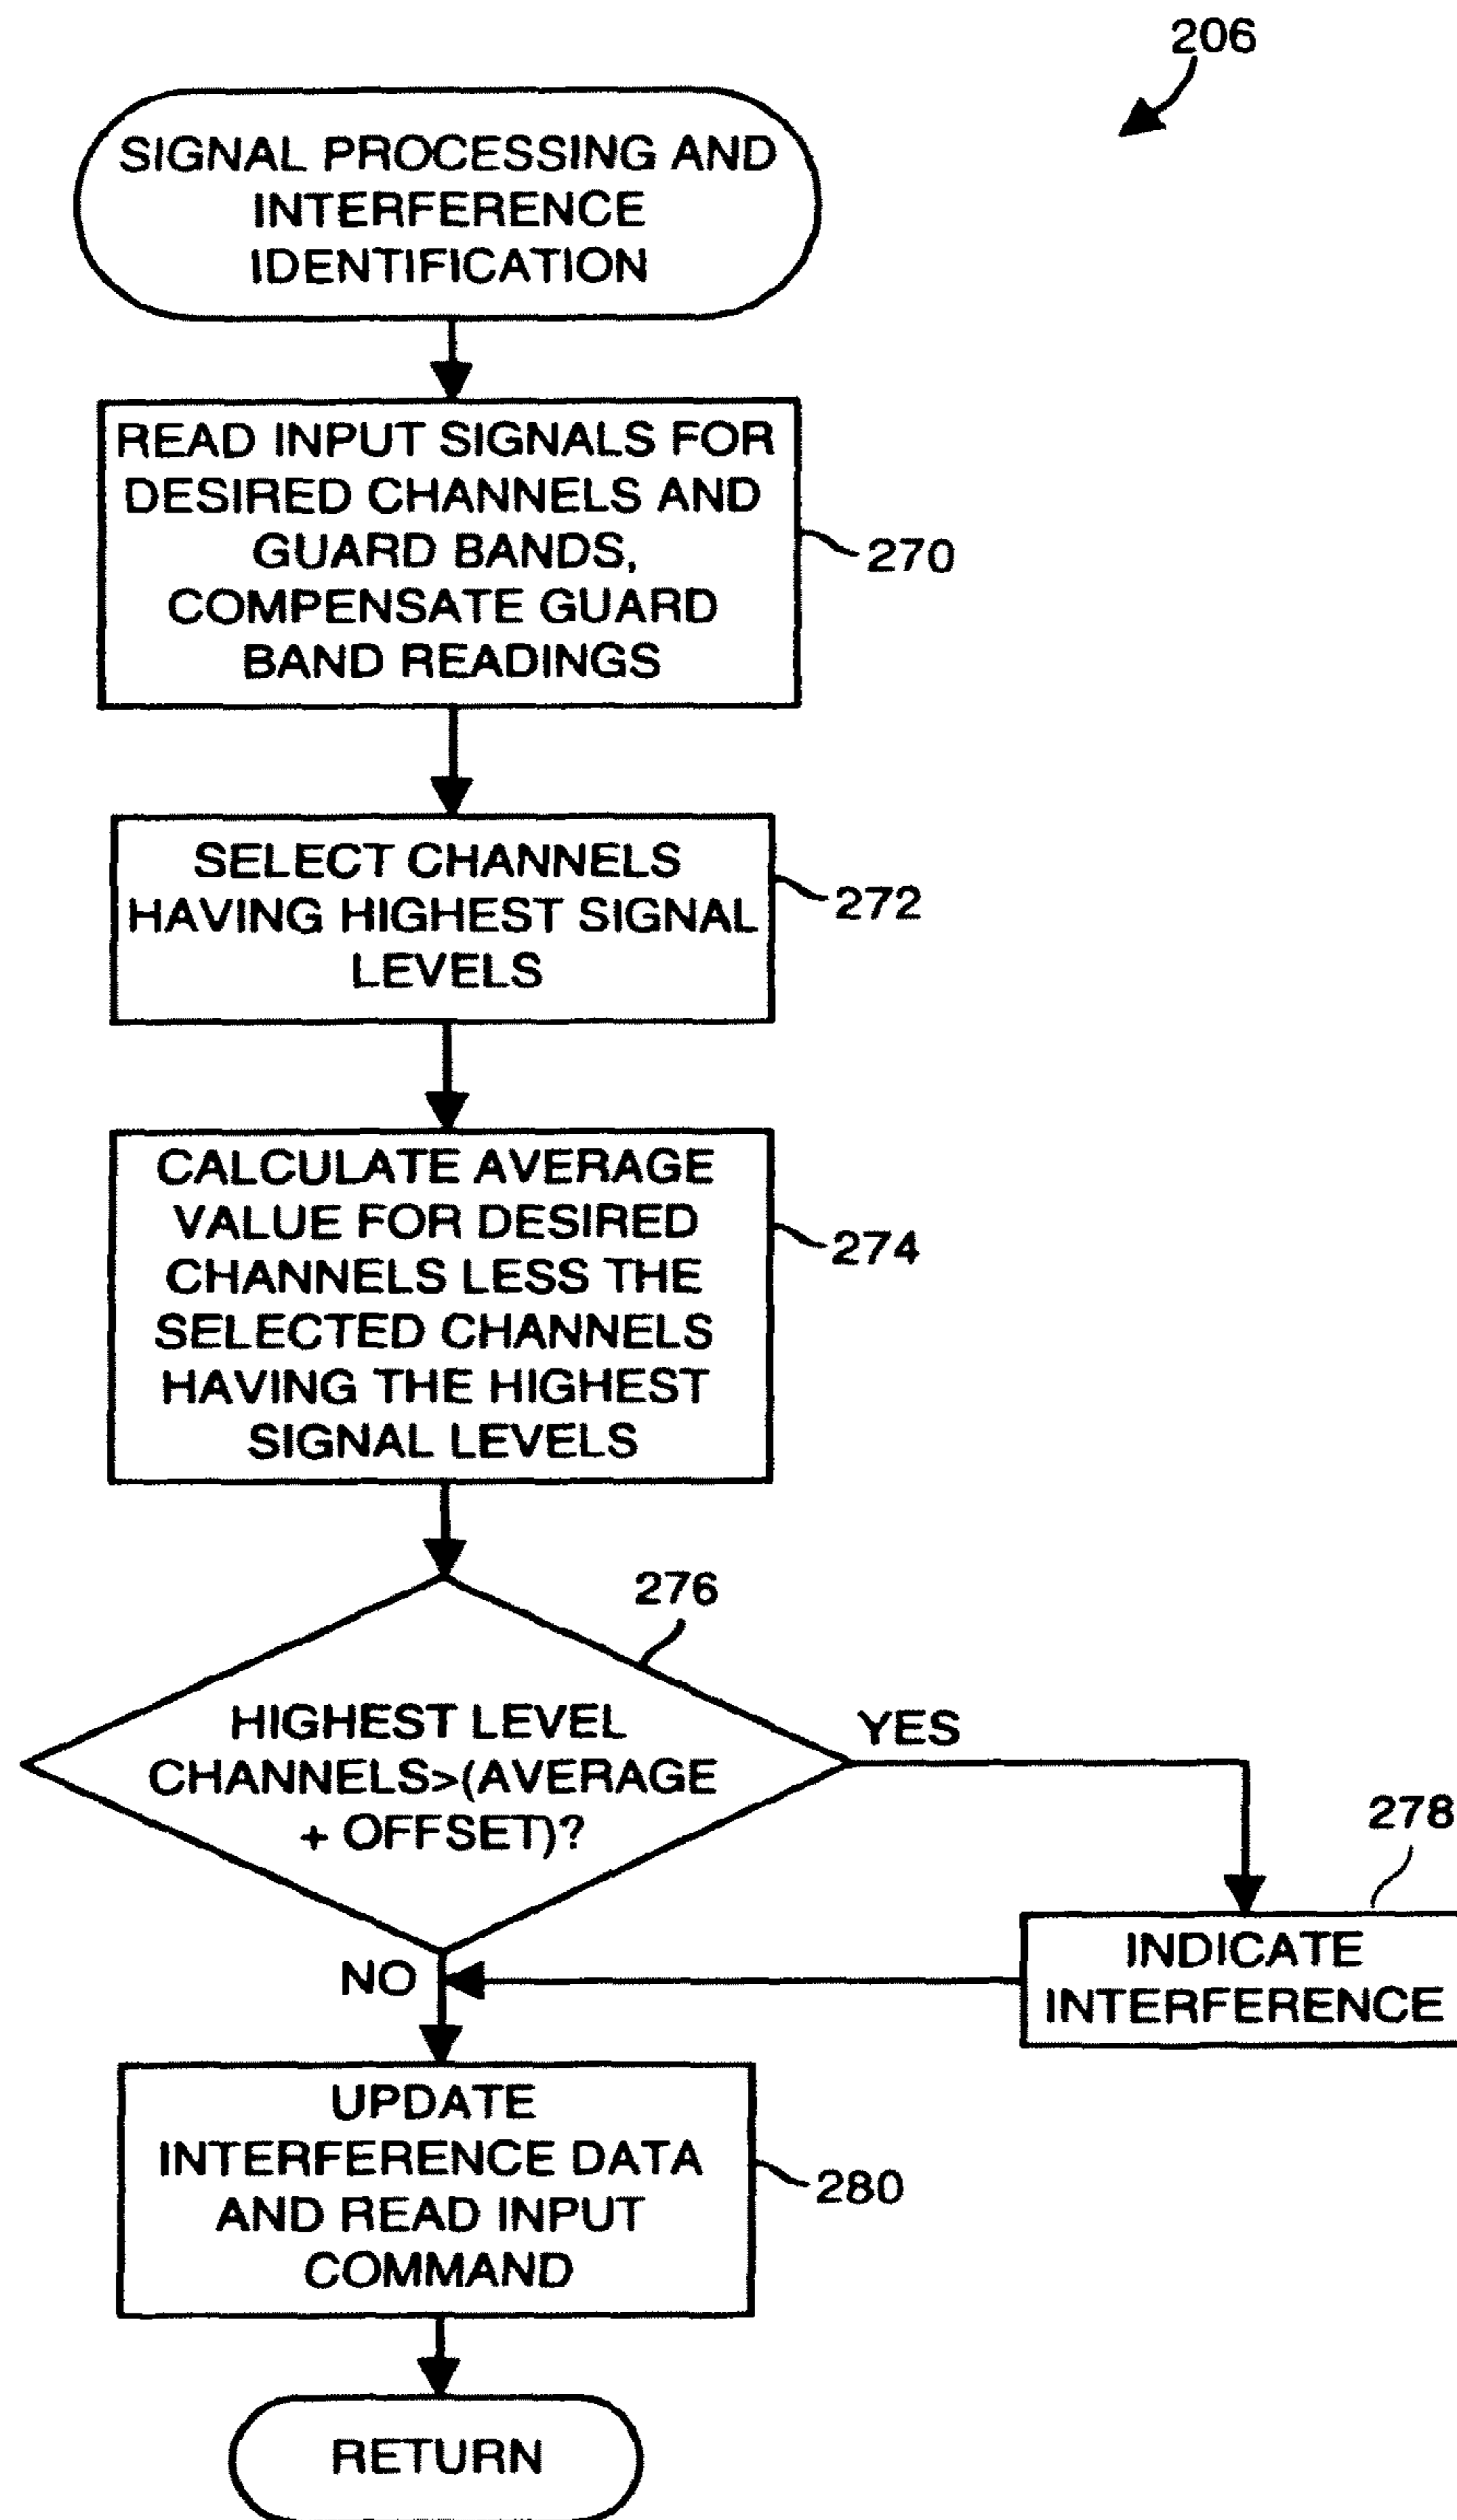 206
SIGNAL PROCESSING AND
INTERFERENCE
IDENTIFICATION
READ INPUT SIGNALS FOR
DESIRED CHANNELS AND
GUARD BANDS,
COMPENSATE GUARD
BAND READINGS
270
SELECT CHANNELS
HAVING HIGHEST SIGNAL
LEVELS
272
CALCULATE AVERAGE
VALUE FOR DESIRED
CHANNELS LESS THE
SELECTED CHANNELS
HAVING THE HIGHEST
SIGNAL LEVELS
274
276
HIGHEST LEVEL
CHANNELS>(AVERAGE
+ OFFSET)?
YES
278
INDICATE
INTERFERENCE
NO
UPDATE
INTERFERENCE DATA
AND READ INPUT
COMMAND
280
RETURN